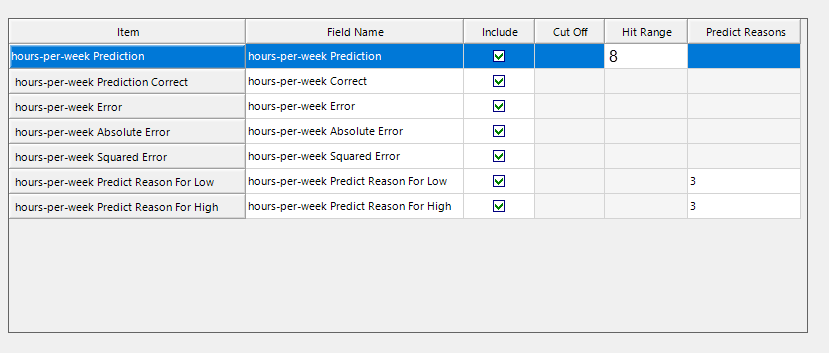 Item Field Name Include Cut Off Hit Range Predict Reasons
hours-per-week Prediction hours-per-week Prediction 8
hours-per-week Prediction Correct hours-per-week Correct
hours-per-week Error hours-per-week Error
hours-per-week Absolute Error hours-per-week Absolute Error
hours-per-week Squared Error hours-per-week Squared Error
hours-per-week Predict Reason For Low hours-per-week Predict Reason For Low 3
hours-per-week Predict Reason For High hours-per-week Predict Reason For High 3